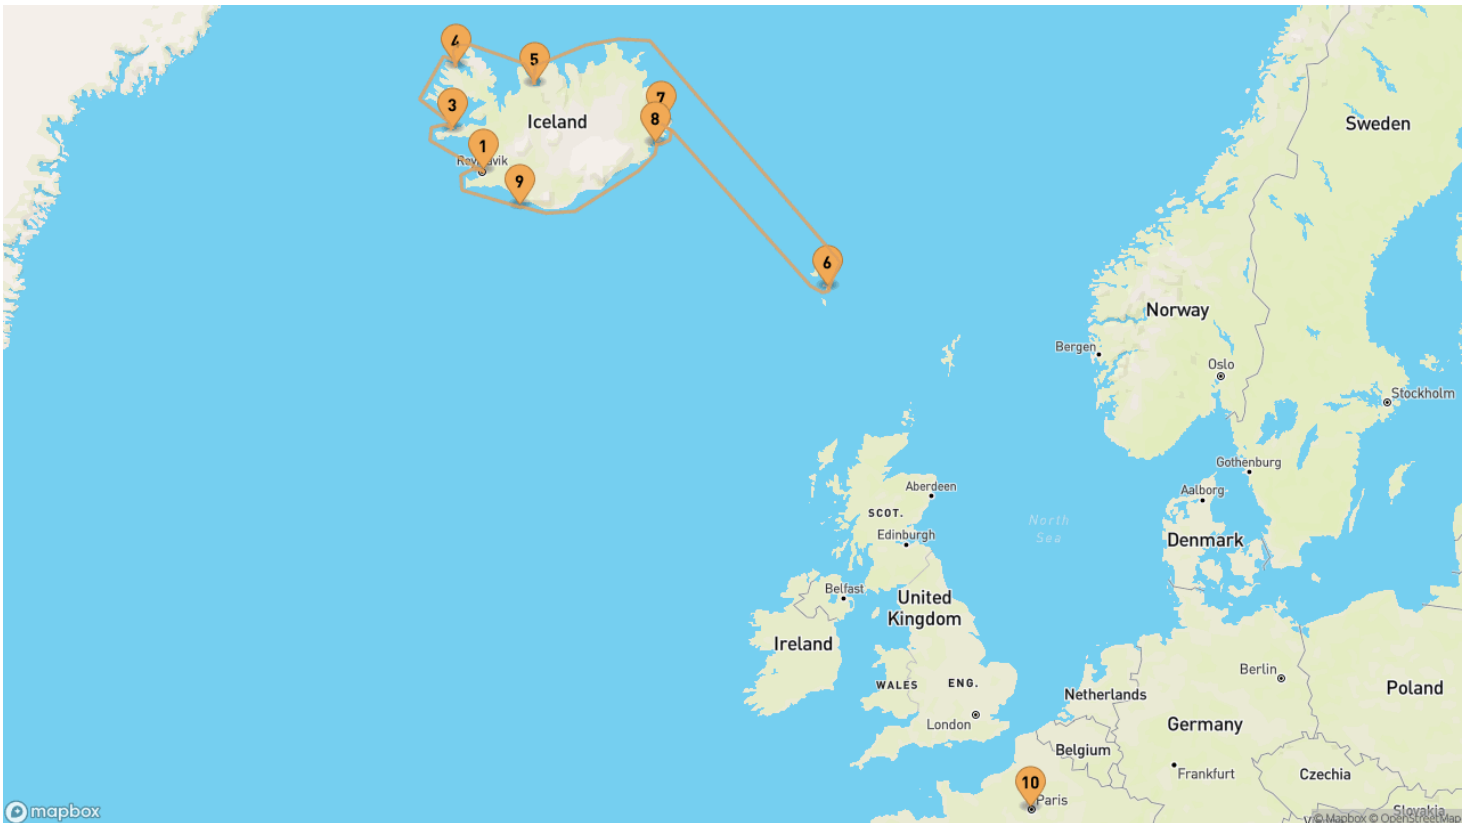 4
5
3
7
8
Iceland
Sweden
1
9
6
Norway
Bergen
Oslo
Stockholm
Gothenburg
Aalborg
Aberdeen
SCOT.
North
Sea
Edinburgh
Denmark
Belfast
United
Kingdom
Ireland
WALES
ENG.
Berlin
Netherlands
Poland
London
Germany
Belgium
Frankfurt
Czechia
10
Paris
mapbox
Slovakia
© Mapbox © OpenStreetMap